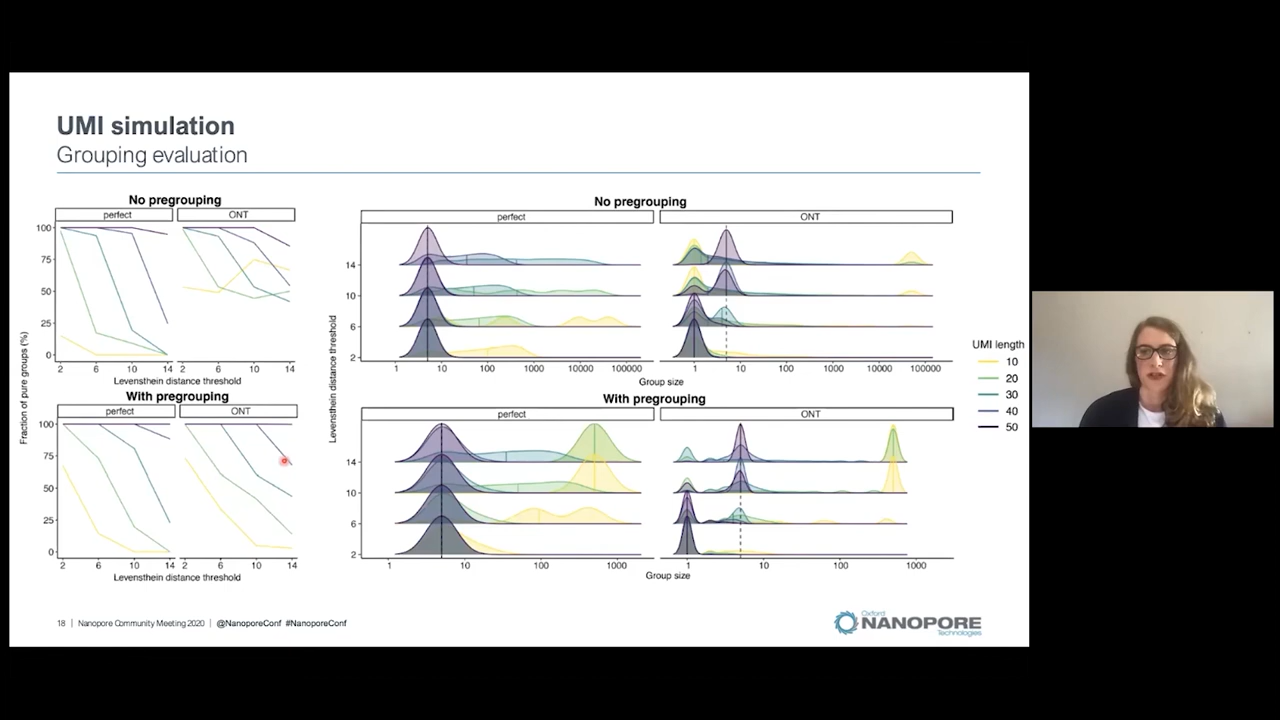 UMI simulation
Grouping evaluation
No pregrouping
perfect ONT
100
75
50
25
0
2 6 10 14 2 6 10 14
Levensthein distance threshold
With pregrouping
perfect ONT
100
75
50
25
0
2 6 10 14 2 6 10 14
Levensthein distance threshold
Fraction of pure groups (%)
No pregrouping
perfect ONT
14
10
6
2
1 10 100 1000 10000 100000 1 10 100 1000 10000 100000
Group size
With pregrouping
perfect ONT
14
10
6
2
1 10 100 1000 1 10 100 1000
Group size
Levensthein distance threshold
UMI length
10
20
30
40
50
18 | Nanopore Community Meeting 2020 | @NanoporeConf #NanoporeConf
Oxford
NANOPORE
Technologies